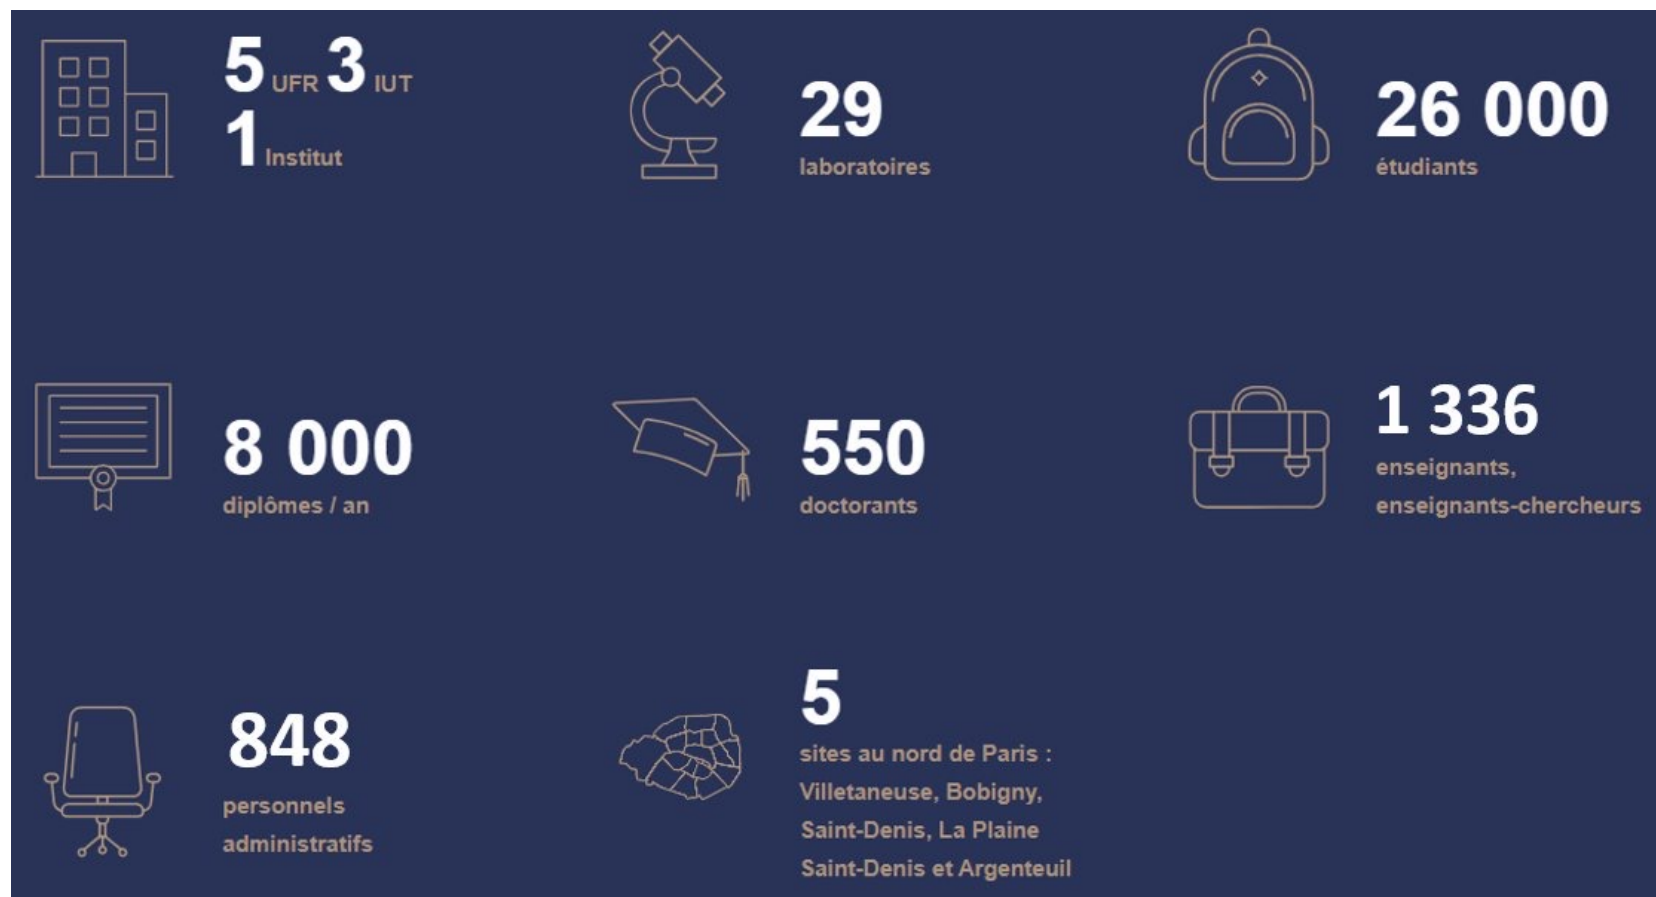 5 UFR 3 IUT
1 Institut
29
laboratoires
26 000
étudiants
8 000
diplômes / an
550
doctorants
1 336
enseignants,
enseignants-chercheurs
848
personnels
administratifs
5
sites au nord de Paris :
Villetaneuse, Bobigny,
Saint-Denis, La Plaine
Saint-Denis et Argenteuil